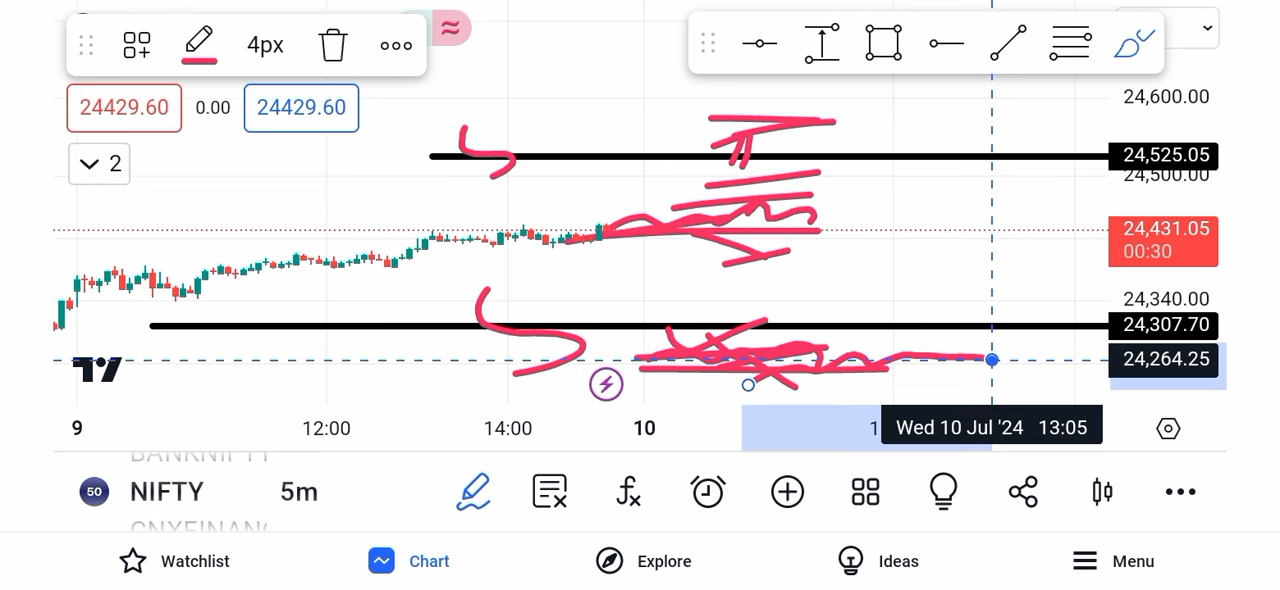 4px
24429.60 0.00 24429.60
2
24,600.00
24,525.05
24,500.00
24,431.05
00:30
24,340.00
24,307.70
24,264.25
9 12:00 14:00 10 1 Wed 10 Jul '24 13:05
BANKNIFTY
50 NIFTY 5m
Watchlist Chart Explore Ideas Menu